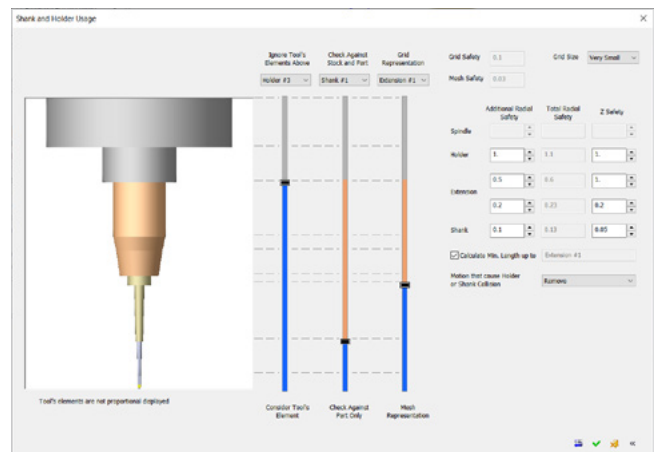 Shank and Holder Usage
Ignore Tool's
Elements Above
Check Against
Stock and Part
Grid
Representation
Holder #3
Shank #1
Extension #1
Grid Safety 0.1 Grid Size Very Small
Mesh Safety 0.03
Additional Radial
Safety
Total Radial
Safety
Z Safety
Spindle
Holder 1. 1.1 1.
0.5 0.6 1.
Extension
0.2 0.23 0.2
Shank 0.1 0.13 0.05
Calculate Min. Length up to Extension #1
Motion that cause Holder
or Shank Collision
Remove
Tool's elements are not proportional displayed
Consider Tool's
Element
Check Against
Part Only
Mesh
Representation